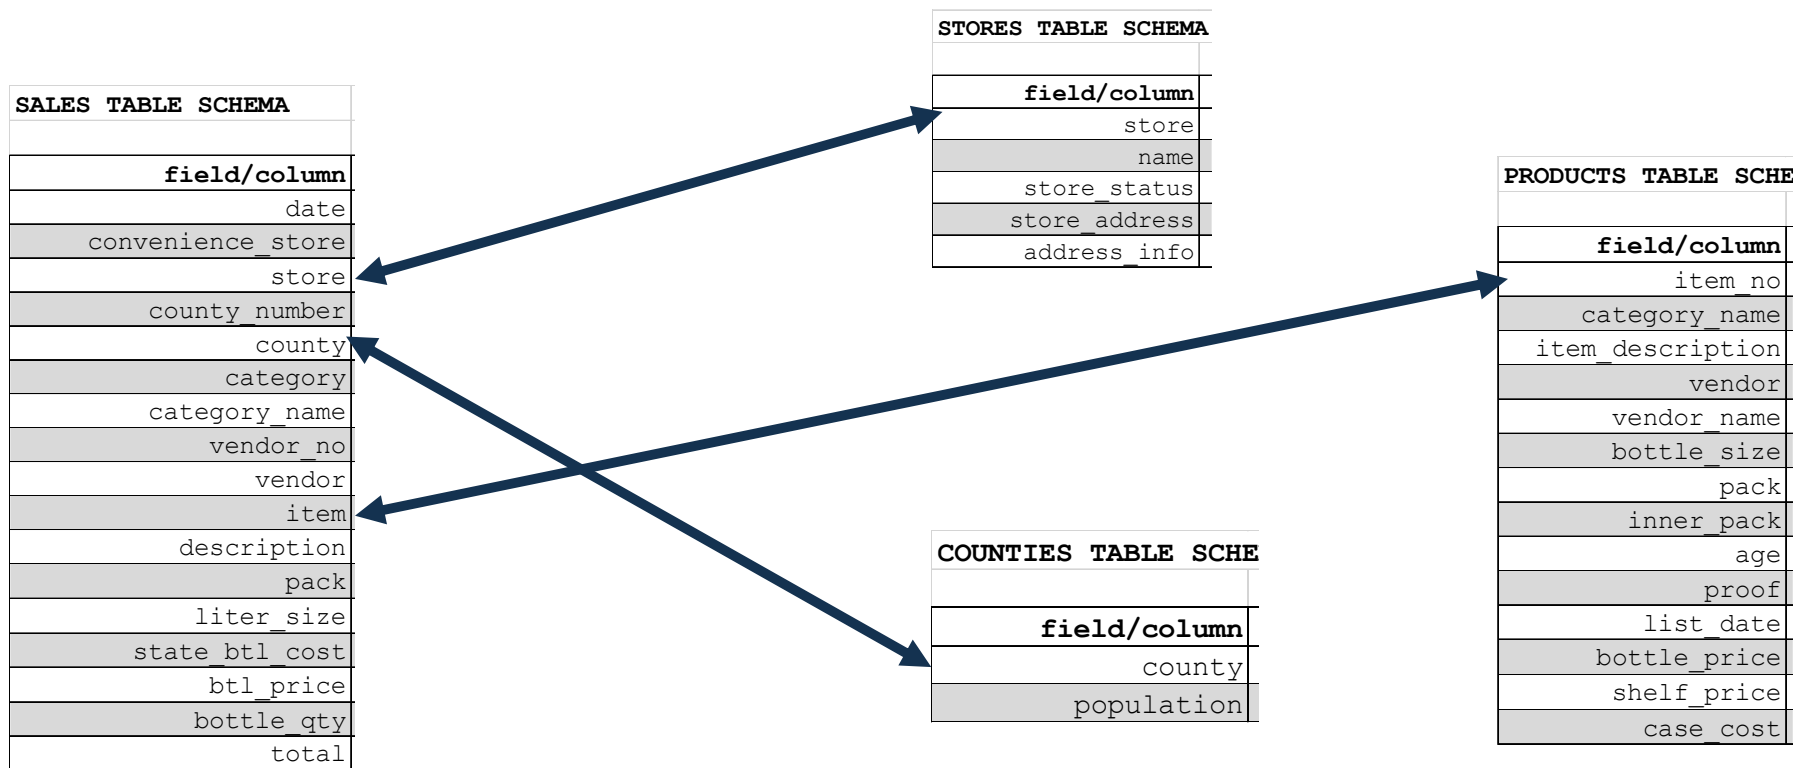 STORES TABLE SCHEMA
field/column
store
name
store_status
store_address
address_info
SALES TABLE SCHEMA
field/column
date
convenience_store
store
county_number
county
category
category_name
vendor_no
vendor
item
description
pack
liter_size
state_btl_cost
btl_price
bottle_qty
total
PRODUCTS TABLE SCHE
field/column
item_no
category_name
item_description
vendor
vendor_name
bottle_size
pack
inner_pack
age
proof
list_date
bottle_price
shelf_price
case_cost
COUNTIES TABLE SCHE
field/column
county
population